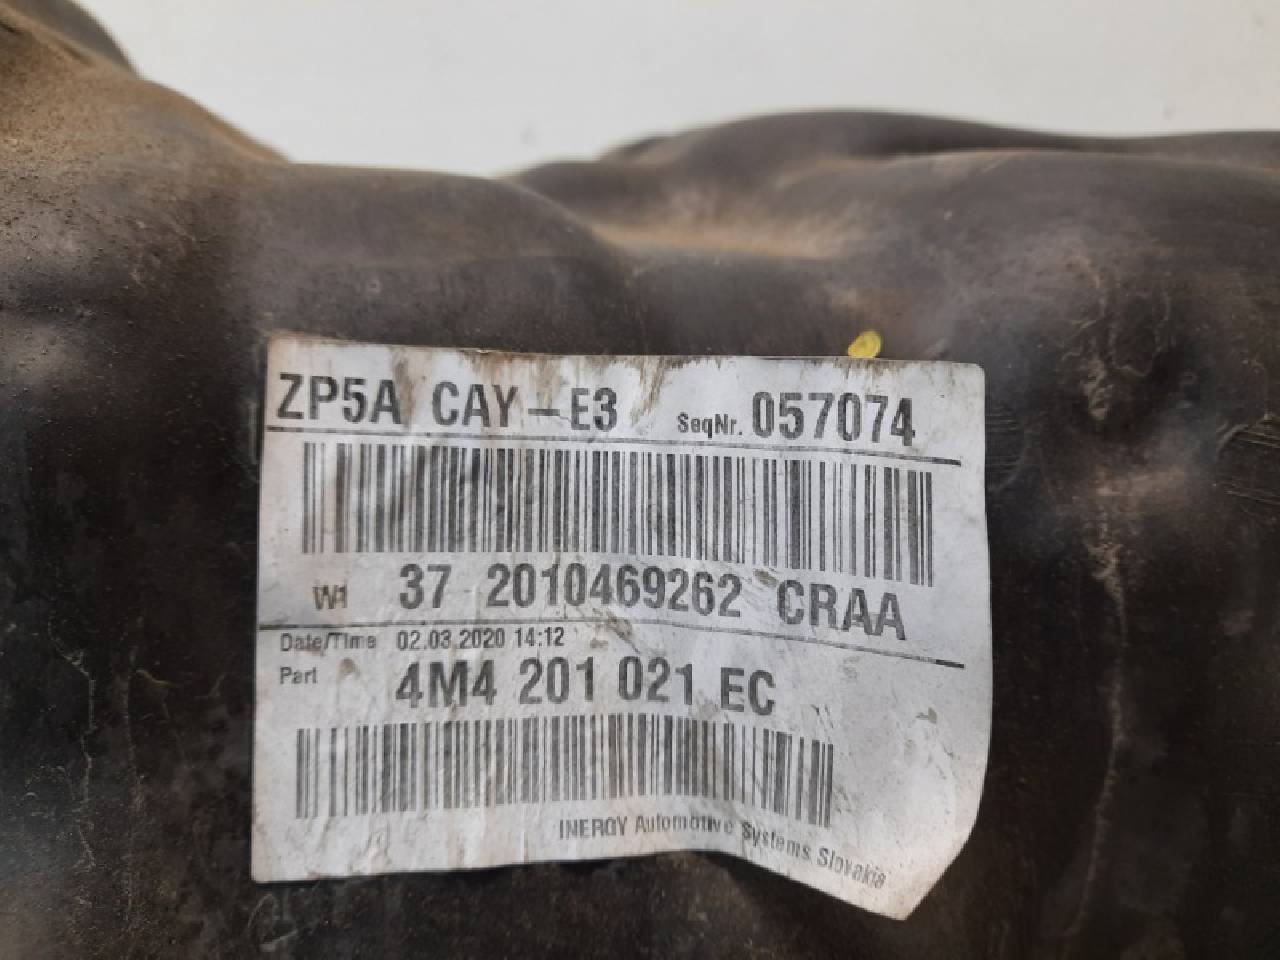 ZP5A CAY-E3 SeqNr. 057074
W1 37 2010469262 CRAA
Date/Time 02.03.2020 14:12
Part 4M4 201 021 EC
INERGY Automotive Systems Slovakia